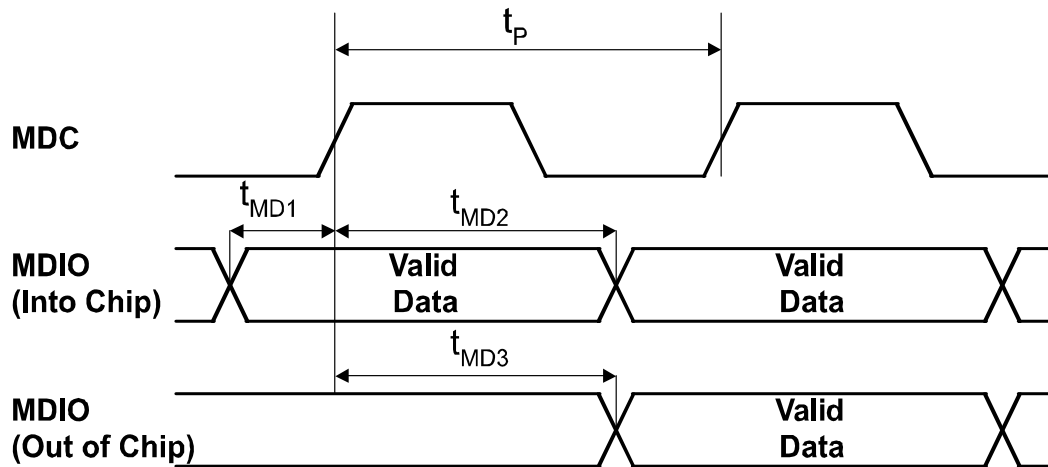 tP
MDC
tMD1
tMD2
MDIO
(Into Chip)
Valid
Data
Valid
Data
tMD3
MDIO
(Out of Chip)
Valid
Data